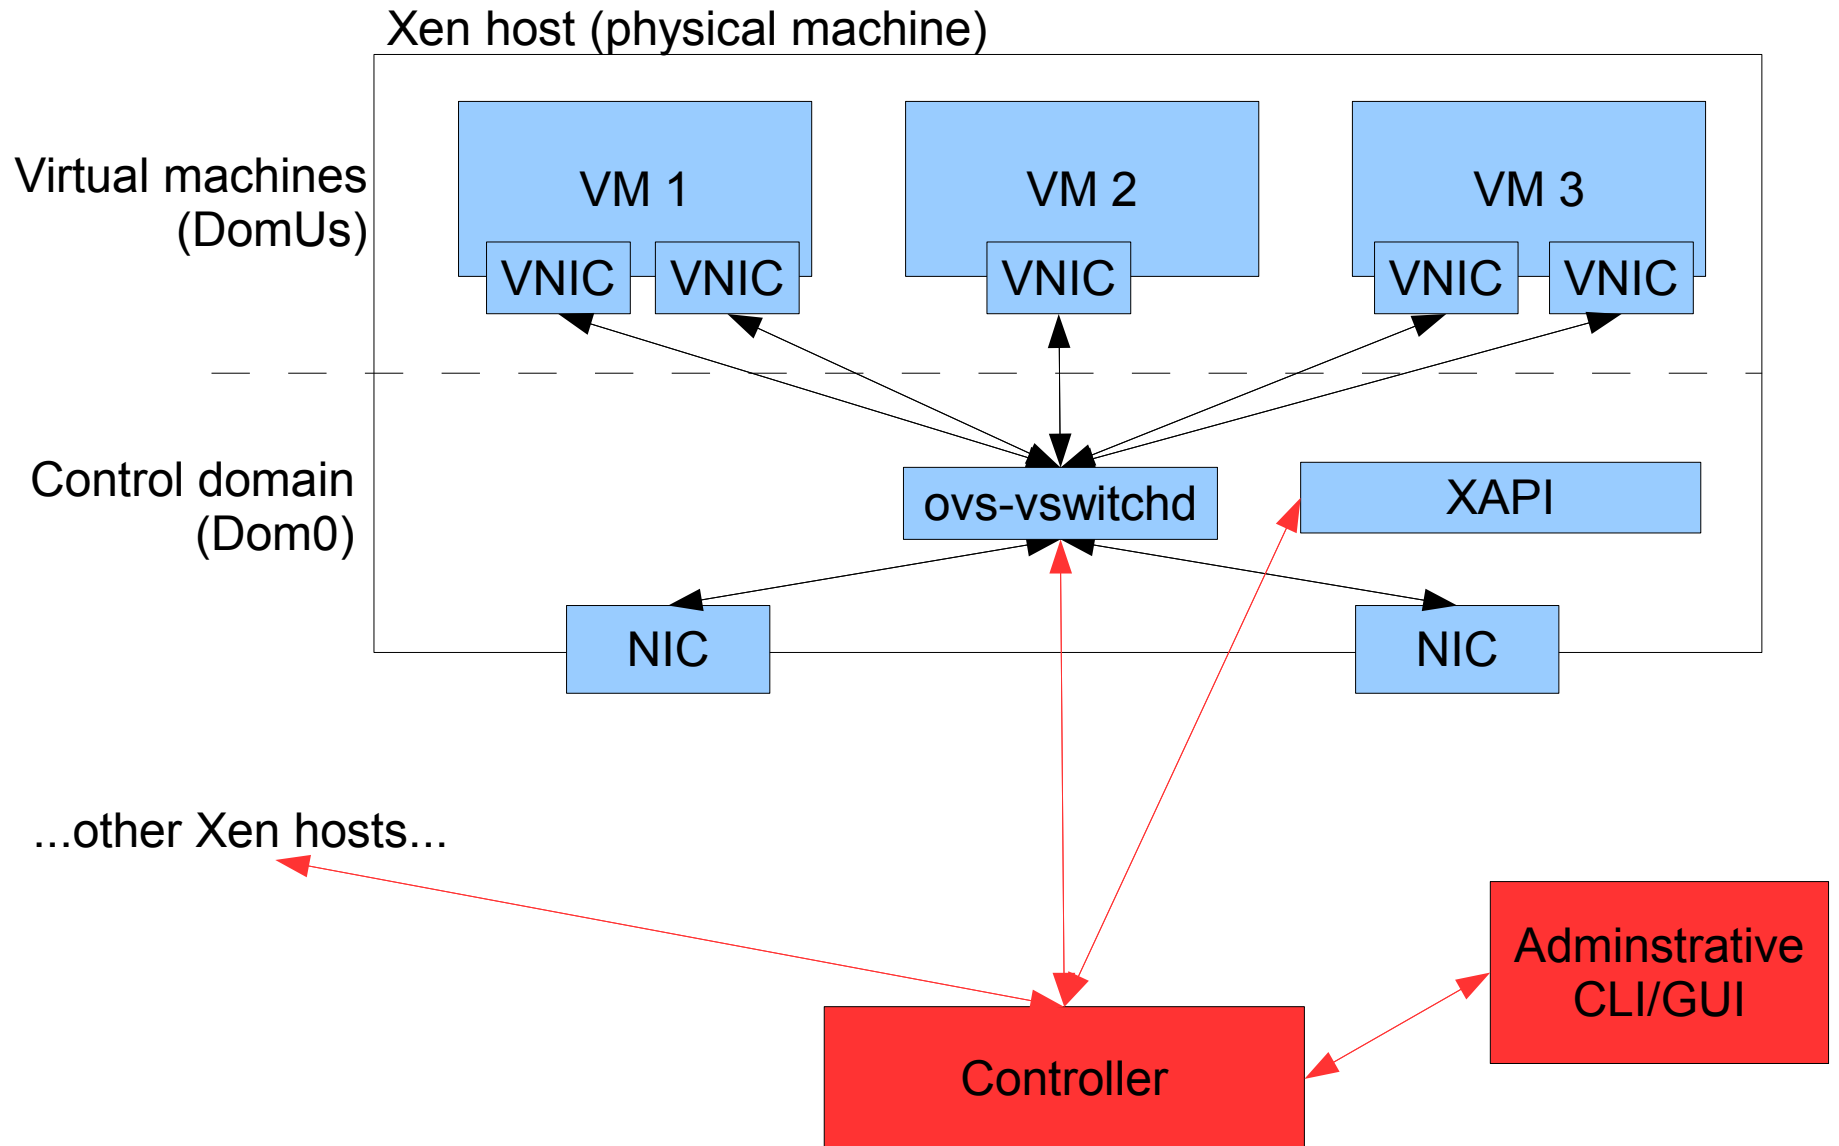 Xen host (physical machine)
Virtual machines
(DomUs)
VM 1
VM 2
VM 3
VNIC
VNIC
VNIC
VNIC
VNIC
Control domain
(Dom0)
ovs-vswitchd
XAPI
NIC
NIC
...other Xen hosts...
Adminstrative
CLI/GUI
Controller